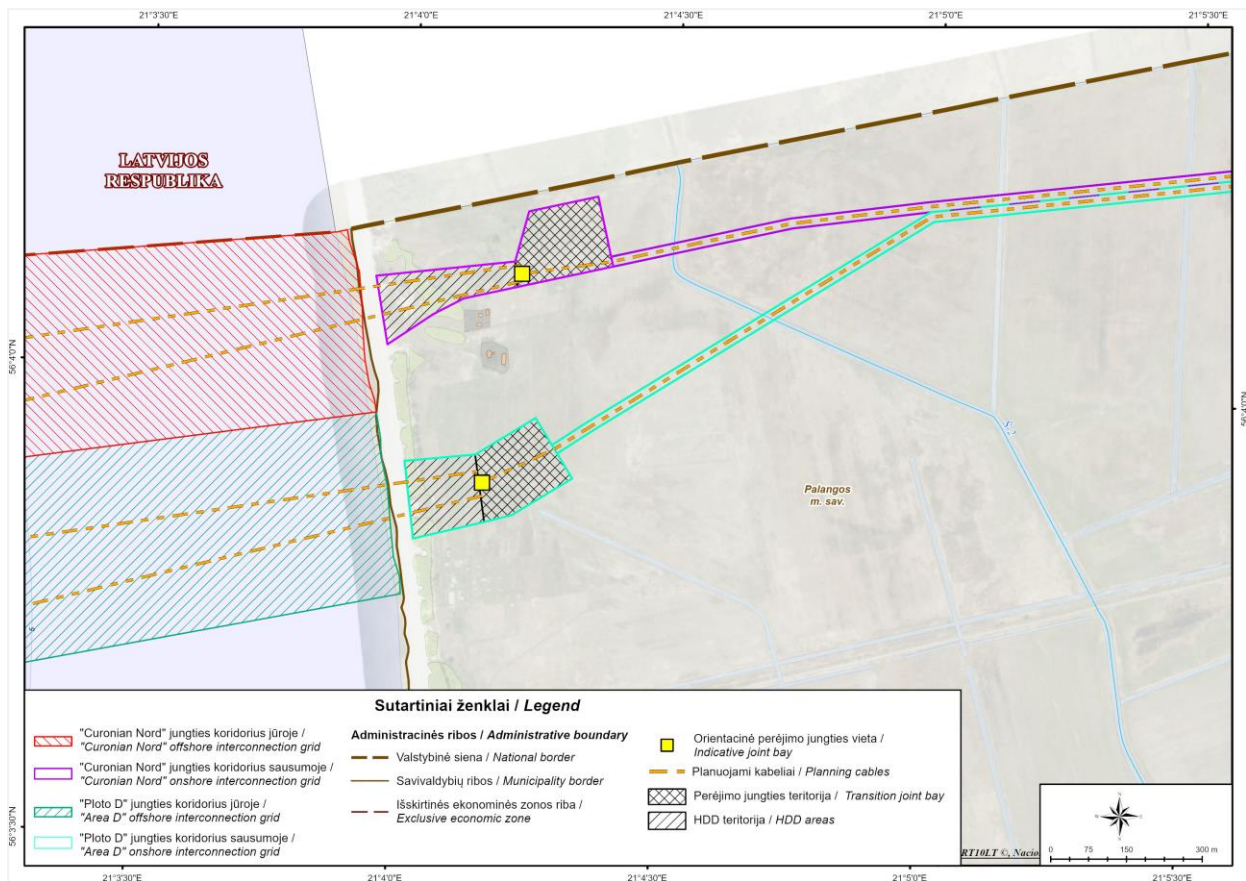 21°3'30"E
21°4'0"E
21°4'30"E
21°5'0"E
21°5'30"E
LATVIJOS
RESPUBLIKA
56°4'0"N
56°4'0"N
S-2
Palangos
m. sav.
56°3'30"N
Sutartiniai ženklai / Legend
"Curonian Nord" jungties koridorius jūroje /
"Curonian Nord" offshore interconnection grid
"Curonian Nord" jungties koridorius sausumoje /
"Curonian Nord" onshore interconnection grid
"Ploto D" jungties koridorius jūroje /
"Area D" offshore interconnection grid
"Ploto D" jungties koridorius sausumoje /
"Area D" onshore interconnection grid
Administracinės ribos / Administrative boundary
Valstybinė siena / National border
Savivaldybių ribos / Municipality border
Išskirtinės ekonominės zonos riba /
Exclusive economic zone
Orientacinė perėjimo jungties vieta /
Indicative joint bay
Planuojami kabeliai / Planning cables
Perėjimo jungties teritorija / Transition joint bay
HDD teritorija / HDD areas
RT10LT ©, Nacio
0 75 150 300 m
21°3'30"E
21°4'0"E
21°4'30"E
21°5'0"E
21°5'30"E